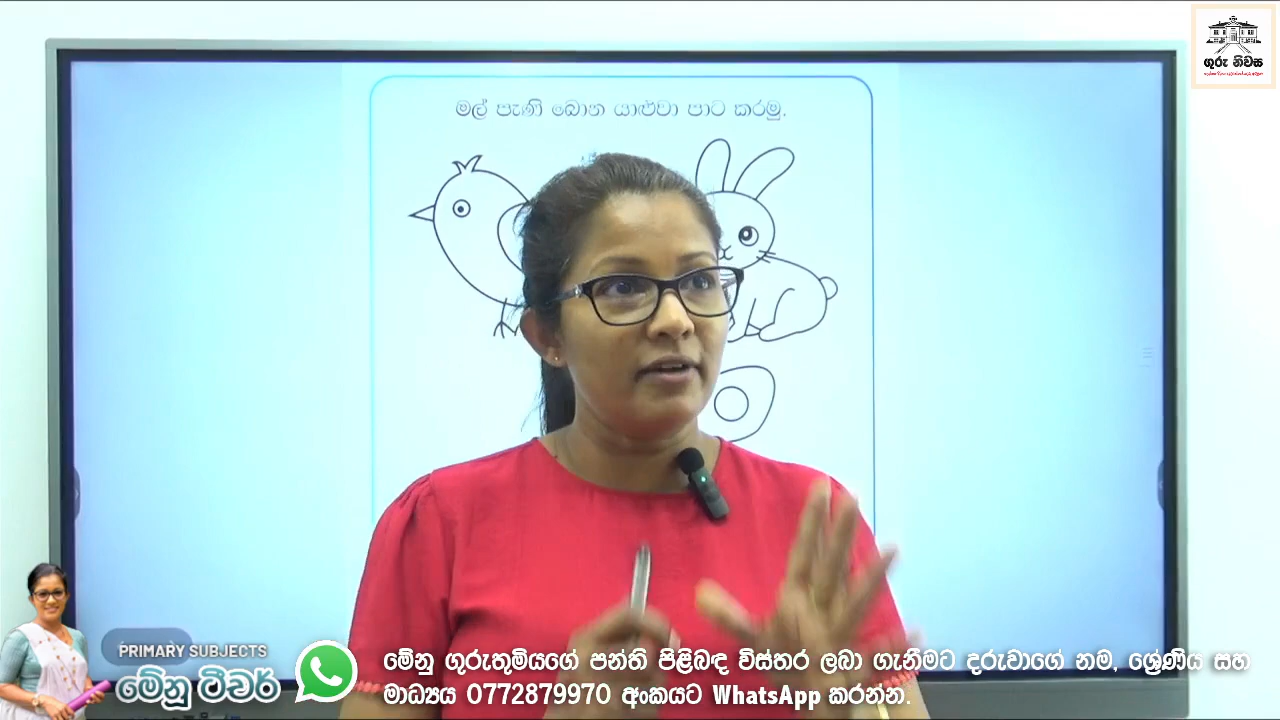 ගුරු නිවස
මල් පැණි බොන යාළුවා පාට කරමු.
PRIMARY SUBJECTS
මේනු ටීචර්
මේනු ගුරුතුමියගේ පන්ති පිළිබඳ විස්තර ලබා ගැනීමට දරුවාගේ නම, ශ්‍රේණිය සහ
මාධ්‍යය 0772879970 අංකයට WhatsApp කරන්න.